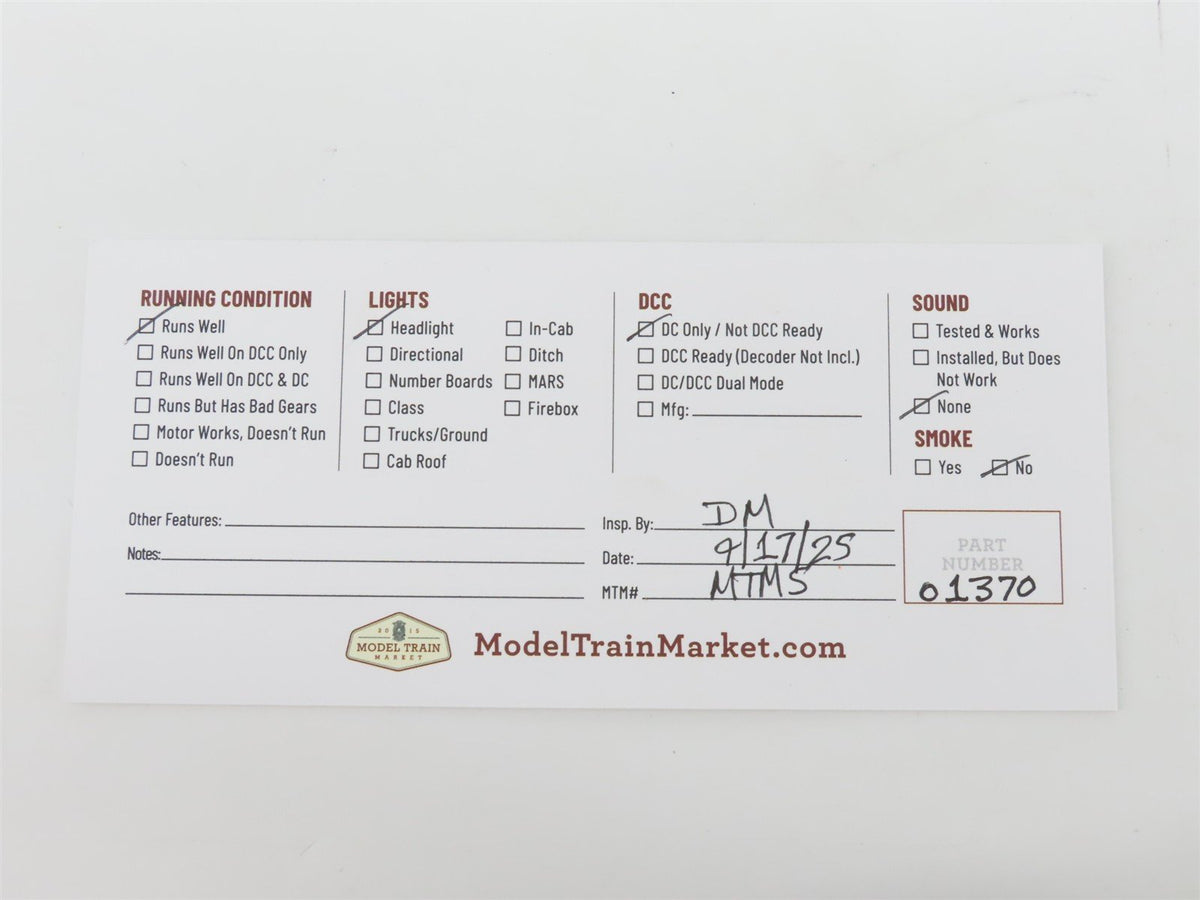 RUNNING CONDITION
Runs Well
Runs Well On DCC Only
Runs Well On DCC & DC
Runs But Has Bad Gears
Motor Works, Doesn't Run
Doesn't Run
LIGHTS
Headlight
Directional
Number Boards
Class
Trucks/Ground
Cab Roof
In-Cab
Ditch
MARS
Firebox
DCC
DC Only / Not DCC Ready
DCC Ready (Decoder Not Incl.)
DC/DCC Dual Mode
Mfg:
SOUND
Tested & Works
Installed, But Does
Not Work
None
SMOKE
Yes No
Other Features:
Notes:
Insp. By: DM
Date: 9/17/25
MTM# MTMS
PART
NUMBER
01370
2015
MODEL TRAIN
MARKET
ModelTrainMarket.com